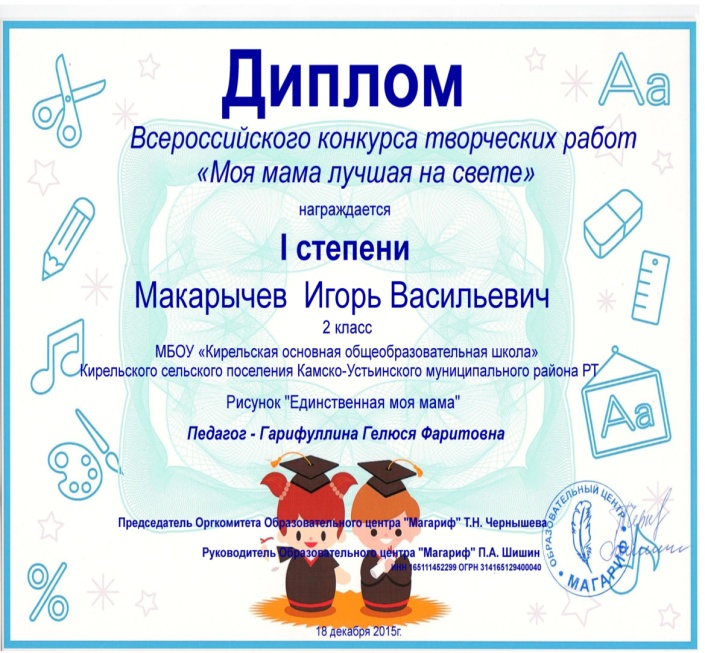 Диплом
Всероссийского конкурса творческих работ
«Моя мама лучшая на свете»
награждается
I степени
Макарычев Игорь Васильевич
2 класс
МБОУ «Кирельская основная общеобразовательная школа»
Кирельского сельского поселения Камско-Устьинского муниципального района РТ
Рисунок "Единственная моя мама"
Педагог - Гарифуллина Гелюся Фаритовна
Председатель Оргкомитета Образовательного центра "Магариф" Т.Н. Чернышева
Руководитель Образовательного центра "Магариф" П.А. Шишин
ИНН 165111452299 ОГРН 314165129400040
18 декабря 2015г.
Aa
Aa
ОБРАЗОВАТЕЛЬНЫЙ ЦЕНТР
МАГАРИФ
%